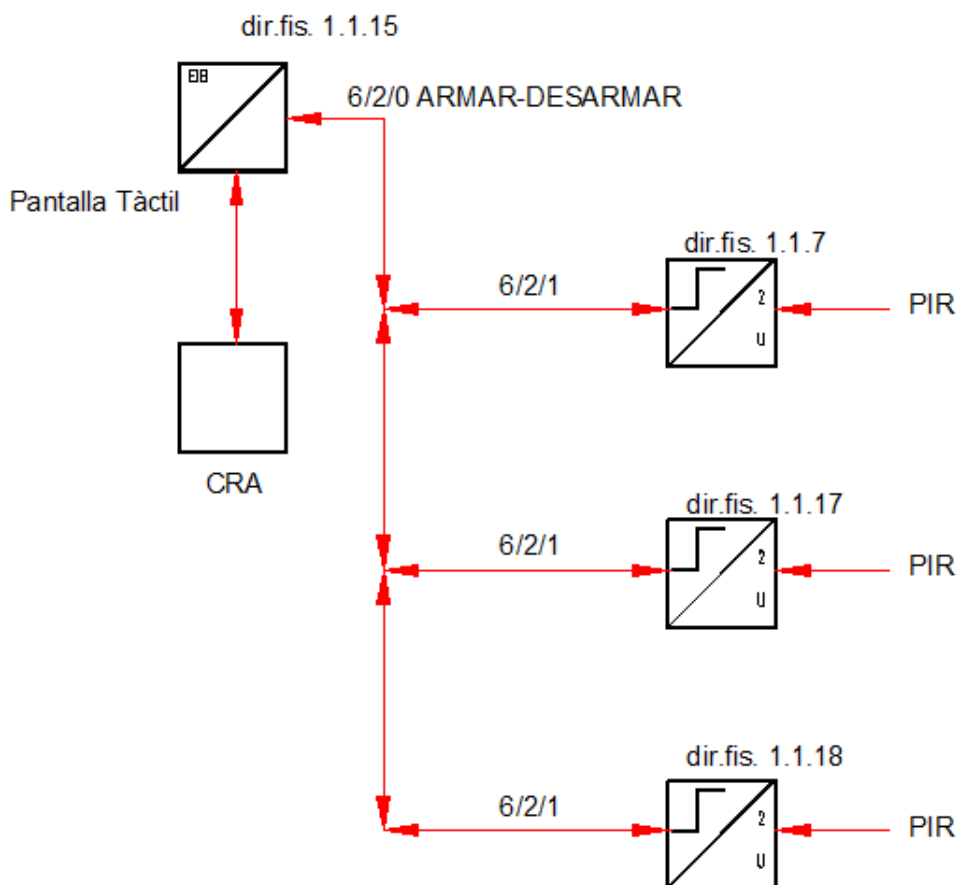 dir.fis. 1.1.15
EIB
6/2/0 ARMAR-DESARMAR
Pantalla Tàctil
dir.fis. 1.1.7
6/2/1
2
U
PIR
CRA
dir.fis. 1.1.17
6/2/1
2
U
PIR
dir.fis. 1.1.18
6/2/1
2
U
PIR